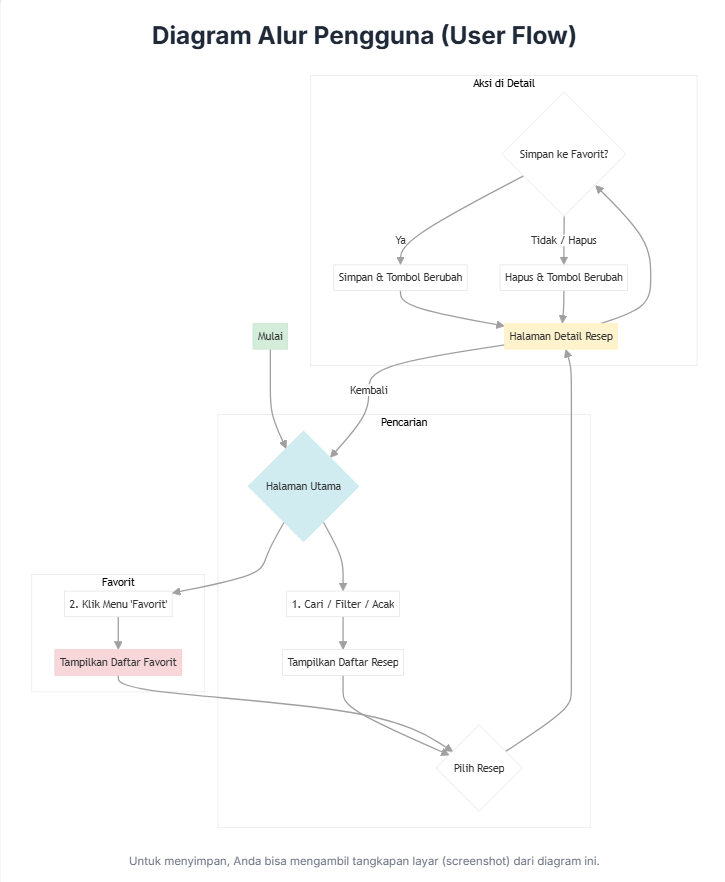 Diagram Alur Pengguna (User Flow)
Aksi di Detail
Simpan ke Favorit?
Ya
Tidak / Hapus
Simpan & Tombol Berubah
Hapus & Tombol Berubah
Mulai
Halaman Detail Resep
Kembali
Pencarian
Halaman Utama
Favorit
2. Klik Menu 'Favorit'
1. Cari / Filter / Acak
Tampilkan Daftar Favorit
Tampilkan Daftar Resep
Pilih Resep
Untuk menyimpan, Anda bisa mengambil tangkapan layar (screenshot) dari diagram ini.